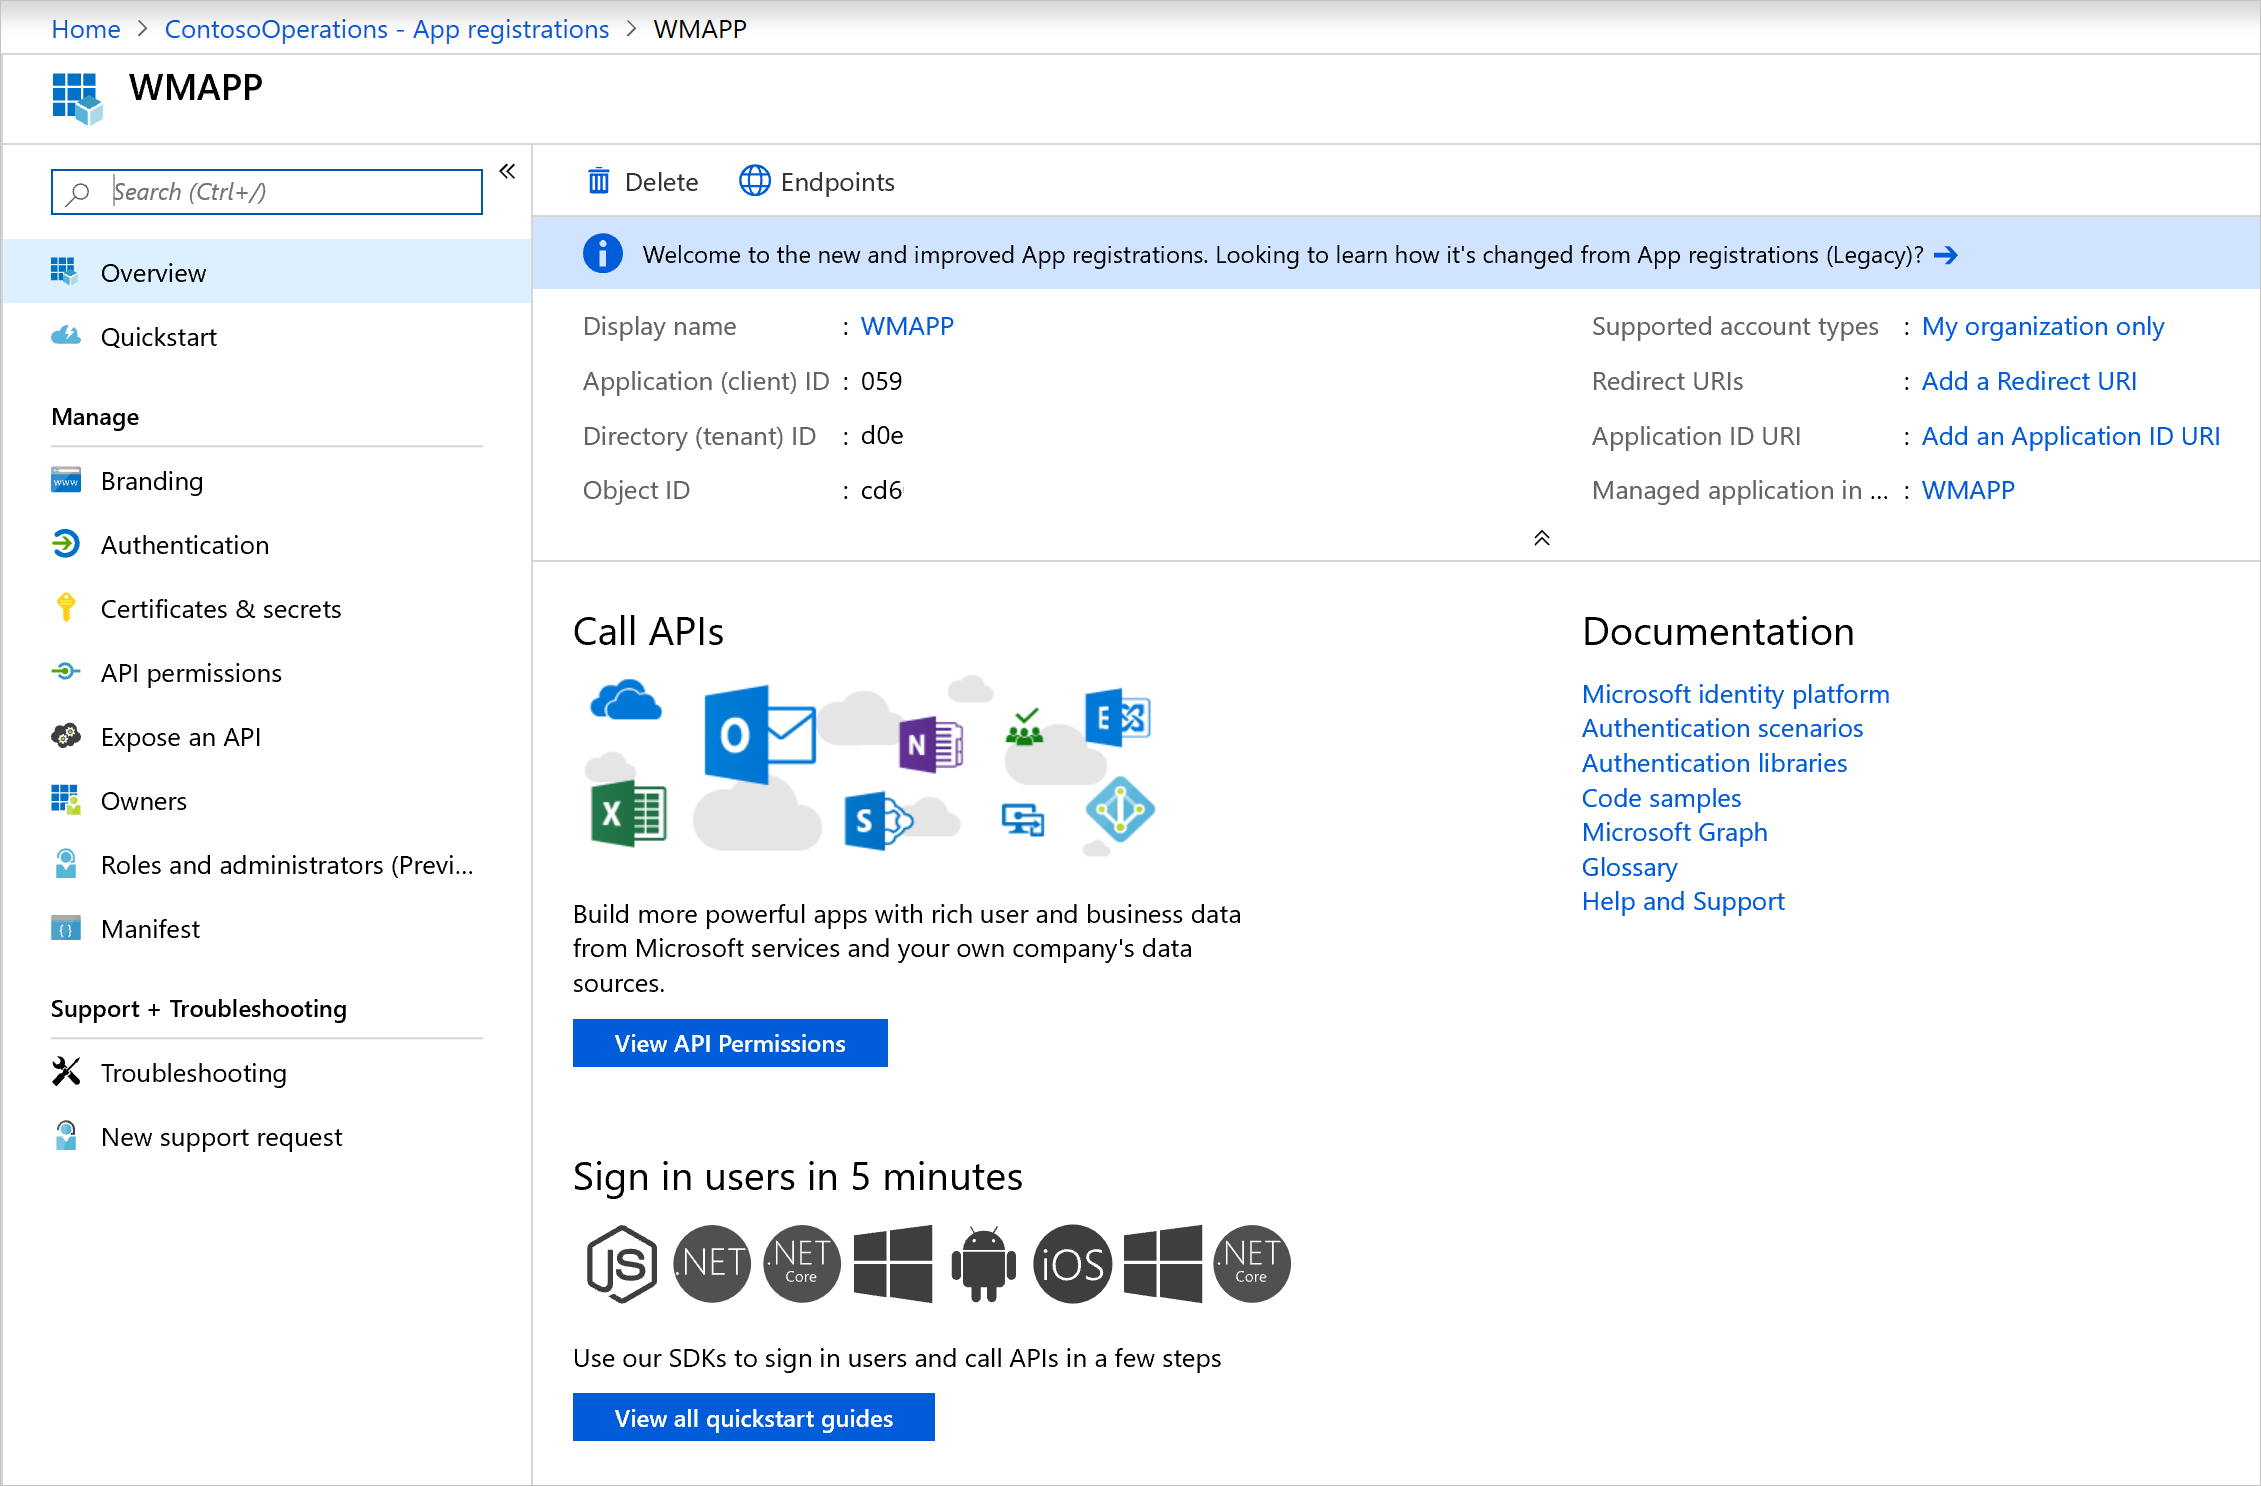 Home > ContosoOperations - App registrations > WMAPP
WMAPP
Search (Ctrl+/)
«
Overview
Quickstart
Manage
Branding
Authentication
Certificates & secrets
API permissions
Expose an API
Owners
Roles and administrators (Previ...
Manifest
Support + Troubleshooting
Troubleshooting
New support request
Delete
Endpoints
Welcome to the new and improved App registrations. Looking to learn how it's changed from App registrations (Legacy)? →
Display name : WMAPP
Application (client) ID : 059
Directory (tenant) ID : d0e
Object ID : cd6
Supported account types : My organization only
Redirect URIs : Add a Redirect URI
Application ID URI : Add an Application ID URI
Managed application in ... : WMAPP
Call APIs
O
N
E
X
S
Build more powerful apps with rich user and business data
from Microsoft services and your own company's data
sources.
View API Permissions
Documentation
Microsoft identity platform
Authentication scenarios
Authentication libraries
Code samples
Microsoft Graph
Glossary
Help and Support
Sign in users in 5 minutes
JS
.NET
.NET
Core
iOS
.NET
Core
Use our SDKs to sign in users and call APIs in a few steps
View all quickstart guides